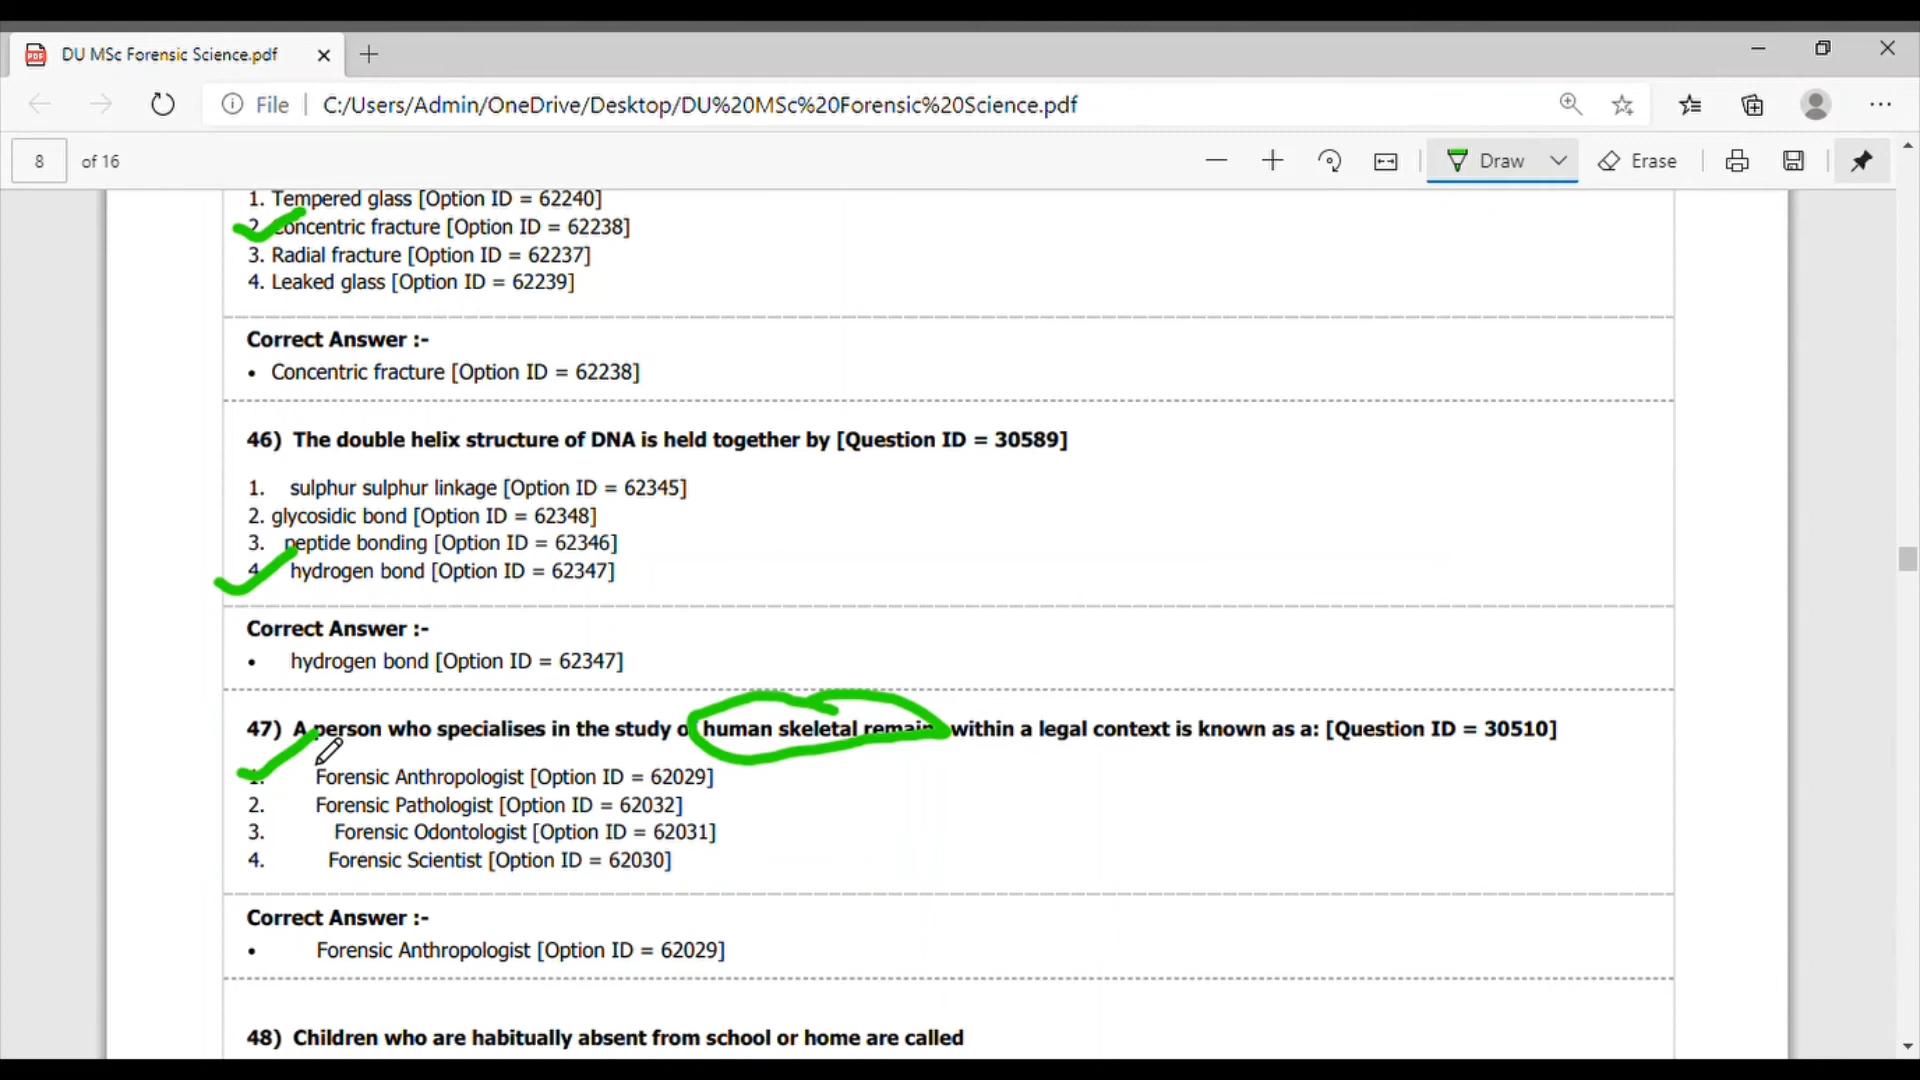 DU MSc Forensic Science.pdf
File C:/Users/Admin/OneDrive/Desktop/DU%20MSc%20Forensic%20Science.pdf
8 of 16 Draw Erase
1. Tempered glass [Option ID = 62240]
2. Concentric fracture [Option ID = 62238]
3. Radial fracture [Option ID = 62237]
4. Leaked glass [Option ID = 62239]
Correct Answer :-
• Concentric fracture [Option ID = 62238]
46) The double helix structure of DNA is held together by [Question ID = 30589]
1. sulphur sulphur linkage [Option ID = 62345]
2. glycosidic bond [Option ID = 62348]
3. peptide bonding [Option ID = 62346]
4. hydrogen bond [Option ID = 62347]
Correct Answer :-
• hydrogen bond [Option ID = 62347]
47) A person who specialises in the study of human skeletal remains within a legal context is known as a: [Question ID = 30510]
1. Forensic Anthropologist [Option ID = 62029]
2. Forensic Pathologist [Option ID = 62032]
3. Forensic Odontologist [Option ID = 62031]
4. Forensic Scientist [Option ID = 62030]
Correct Answer :-
• Forensic Anthropologist [Option ID = 62029]
48) Children who are habitually absent from school or home are called